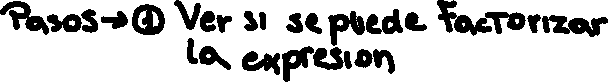 Pasos → ① Ver si se puede Factorizar
la expresion